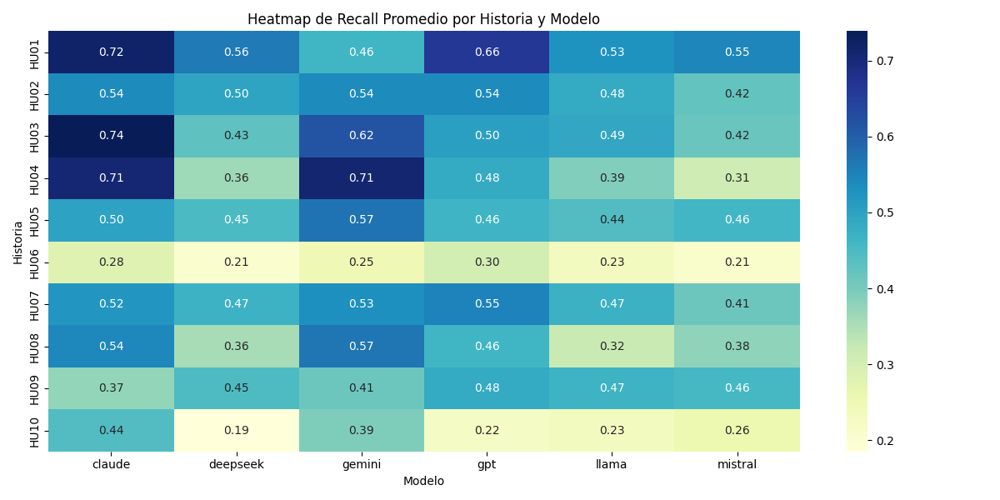 Heatmap de Recall Promedio por Historia y Modelo
HU01 0.72 0.56 0.46 0.66 0.53 0.55
HU02 0.54 0.50 0.54 0.54 0.48 0.42
HU03 0.74 0.43 0.62 0.50 0.49 0.42
HU04 0.71 0.36 0.71 0.48 0.39 0.31
HU05 0.50 0.45 0.57 0.46 0.44 0.46
HU06 0.28 0.21 0.25 0.30 0.23 0.21
HU07 0.52 0.47 0.53 0.55 0.47 0.41
HU08 0.54 0.36 0.57 0.46 0.32 0.38
HU09 0.37 0.45 0.41 0.48 0.47 0.46
HU10 0.44 0.19 0.39 0.22 0.23 0.26
Historia
claude deepseek gemini gpt llama mistral
Modelo
0.7
0.6
0.5
0.4
0.3
0.2